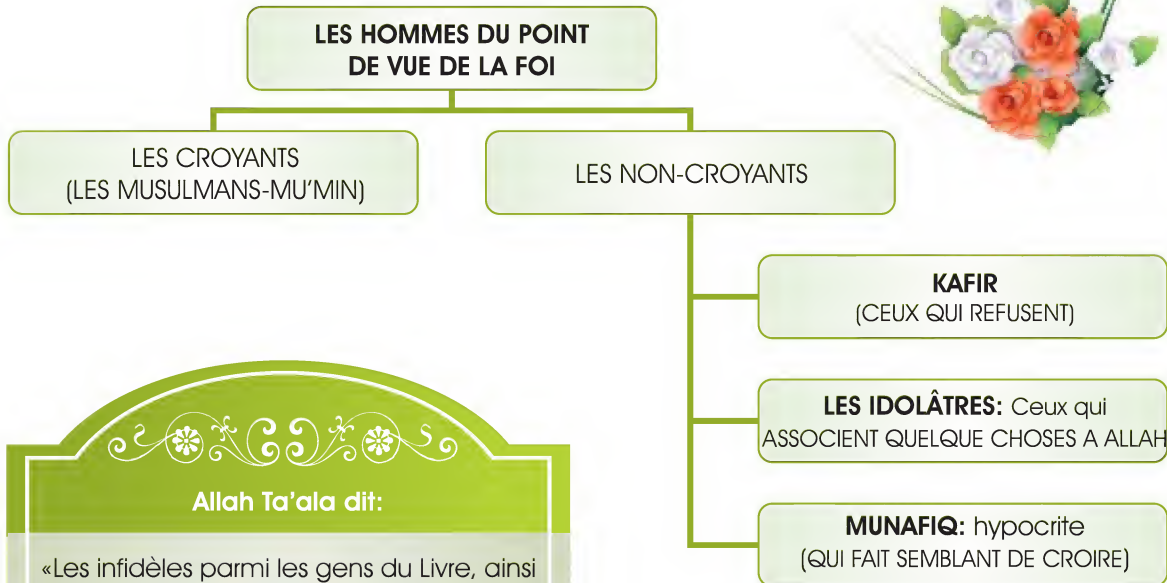 LES HOMMES DU POINT
DE VUE DE LA FOI
LES CROYANTS
(LES MUSULMANS-MU'MIN)
LES NON-CROYANTS
KAFIR
(CEUX QUI REFUSENT)
LES IDOLÂTRES: Ceux qui
ASSOCIENT QUELQUE CHOSES A ALLAH
MUNAFIQ: hypocrite
(QUI FAIT SEMBLANT DE CROIRE)
Allah Ta'ala dit:
«Les infidèles parmi les gens du Livre, ainsi